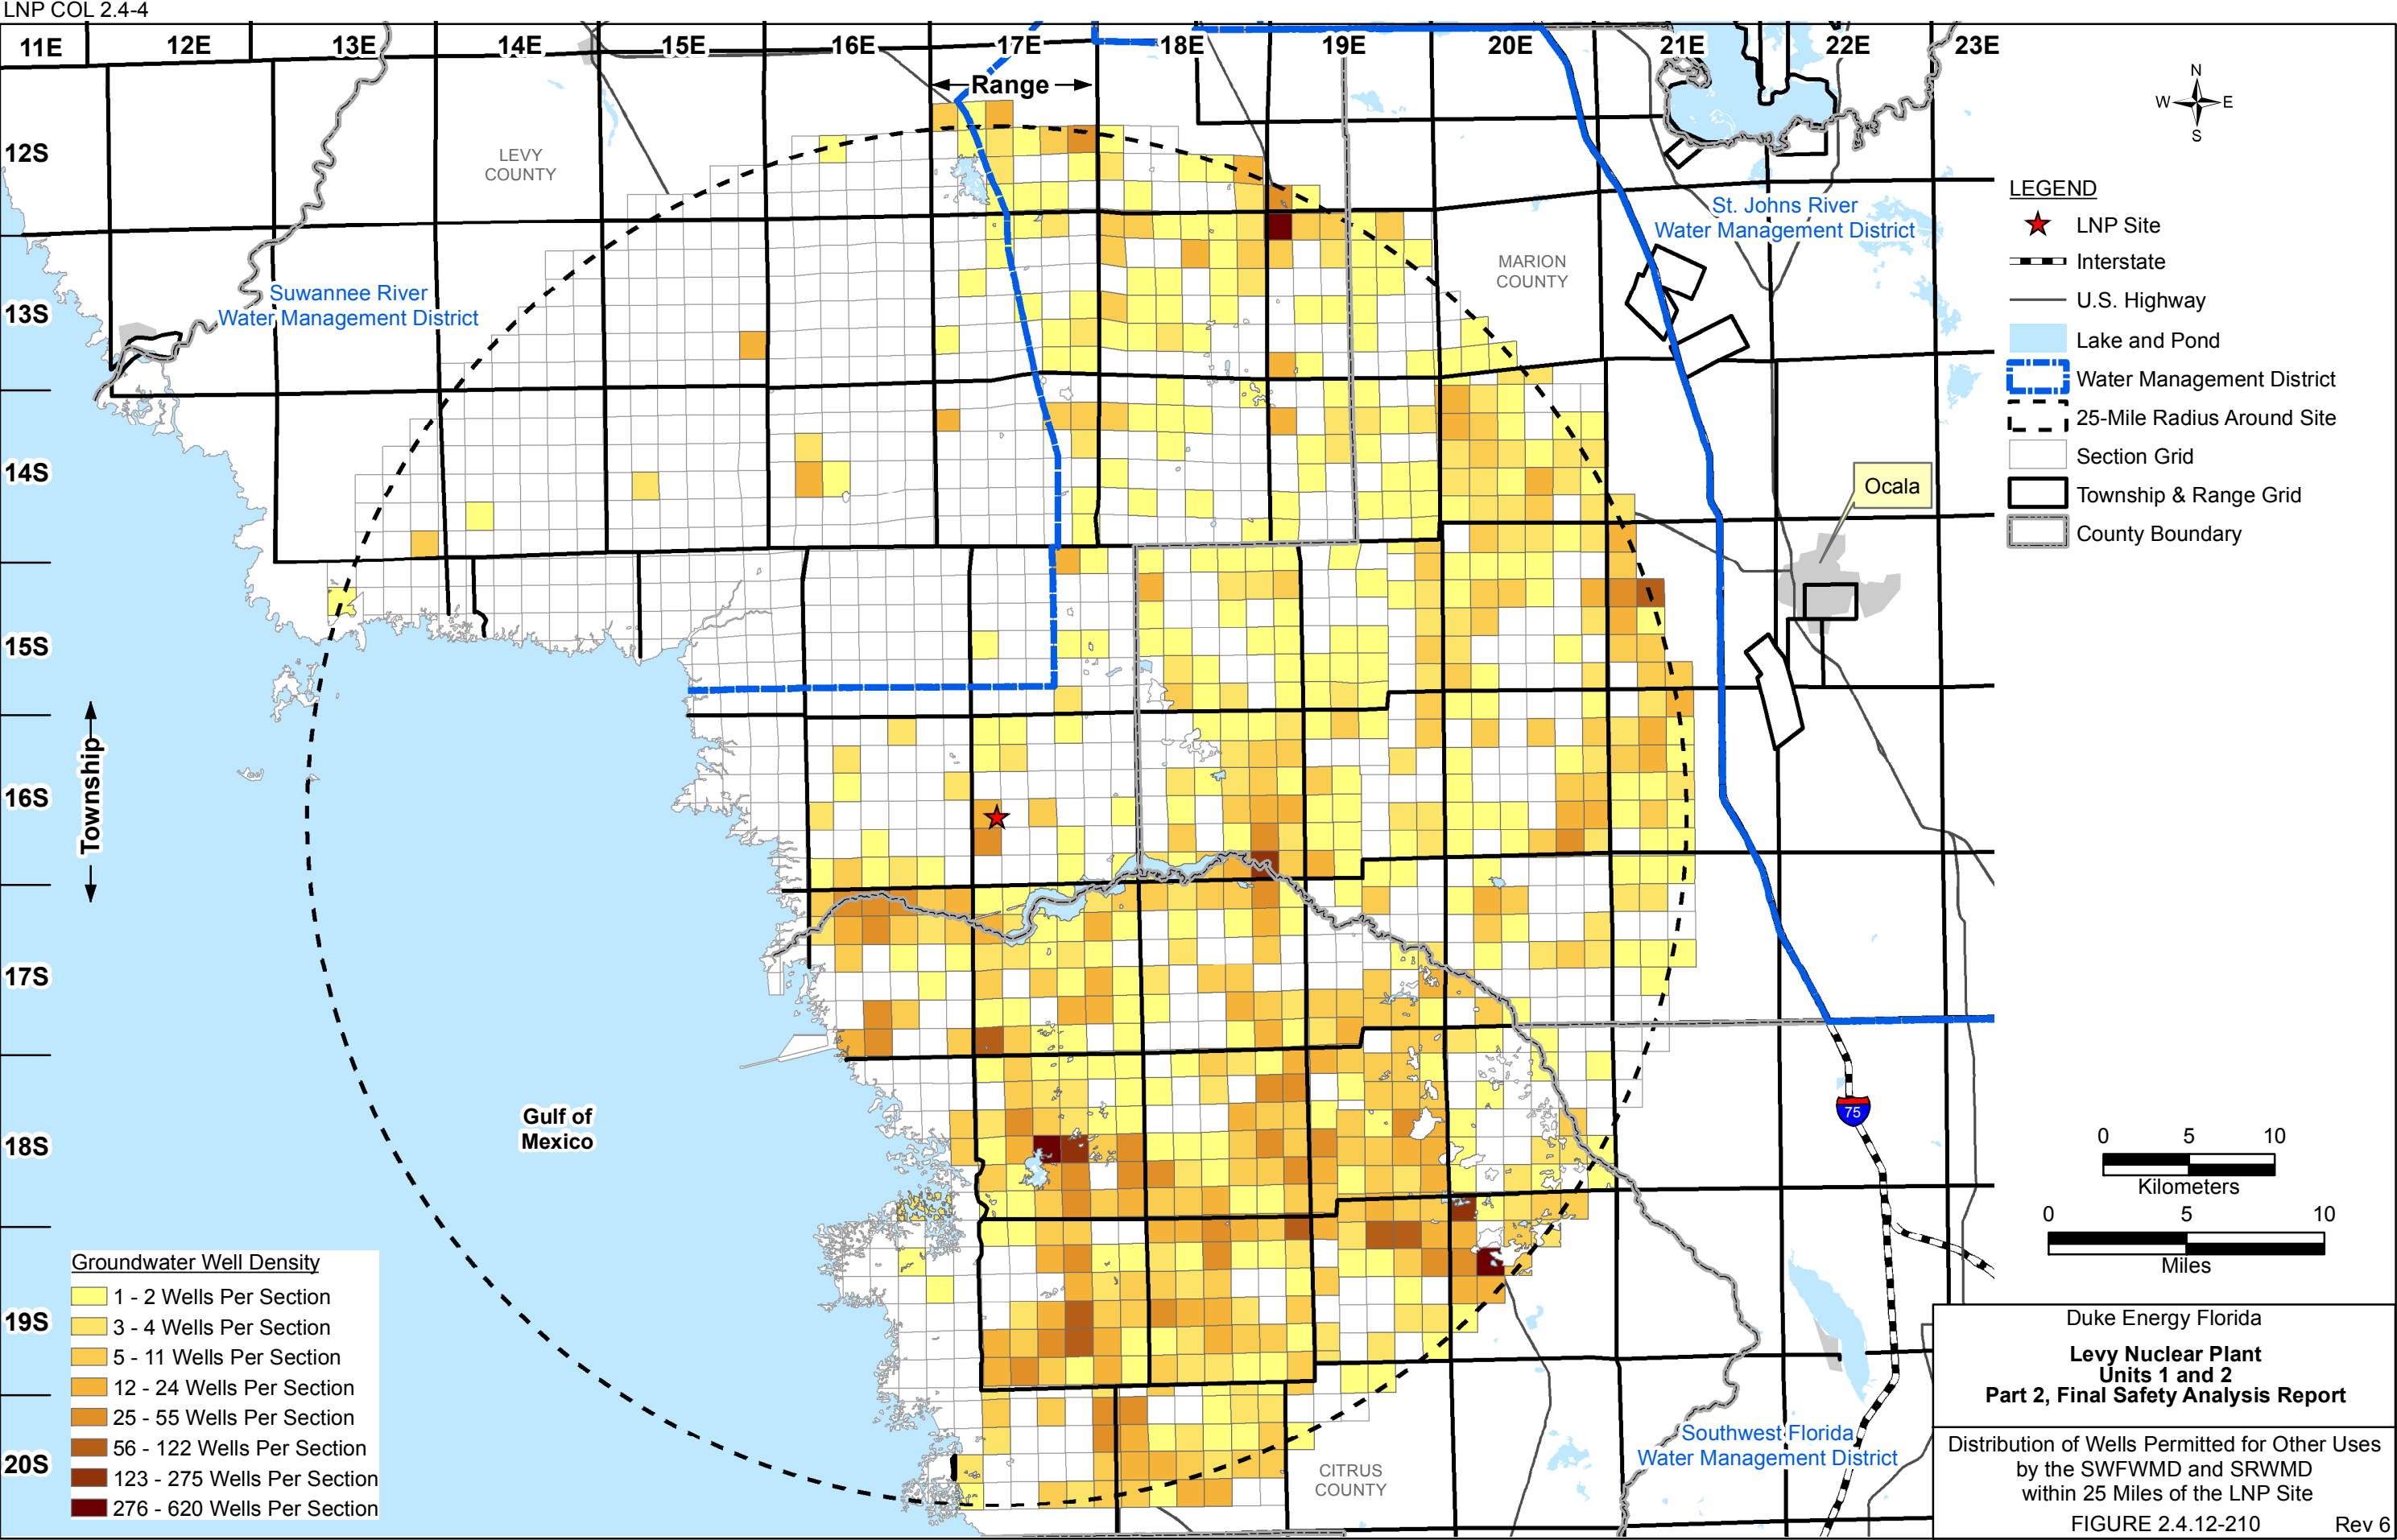 LNP COL 2.4-4
11E 12E 13E 14E 15E 16E 17E 18E 19E 20E 21E 22E 23E
Range
N
W E
S
12S
13S
14S
15S
16S
17S
18S
19S
20S
Township
LEVY
COUNTY
Suwannee River
Water Management District
MARION
COUNTY
St. Johns River
Water Management District
Ocala
LEGEND
LNP Site
Interstate
U.S. Highway
Lake and Pond
Water Management District
25-Mile Radius Around Site
Section Grid
Township & Range Grid
County Boundary
Gulf of
Mexico
75
0 5 10
Kilometers
0 5 10
Miles
Groundwater Well Density
1 - 2 Wells Per Section
3 - 4 Wells Per Section
5 - 11 Wells Per Section
12 - 24 Wells Per Section
25 - 55 Wells Per Section
56 - 122 Wells Per Section
123 - 275 Wells Per Section
276 - 620 Wells Per Section
CITRUS
COUNTY
Southwest Florida
Water Management District
Duke Energy Florida
Levy Nuclear Plant
Units 1 and 2
Part 2, Final Safety Analysis Report
Distribution of Wells Permitted for Other Uses
by the SWFWMD and SRWMD
within 25 Miles of the LNP Site
FIGURE 2.4.12-210 Rev 6